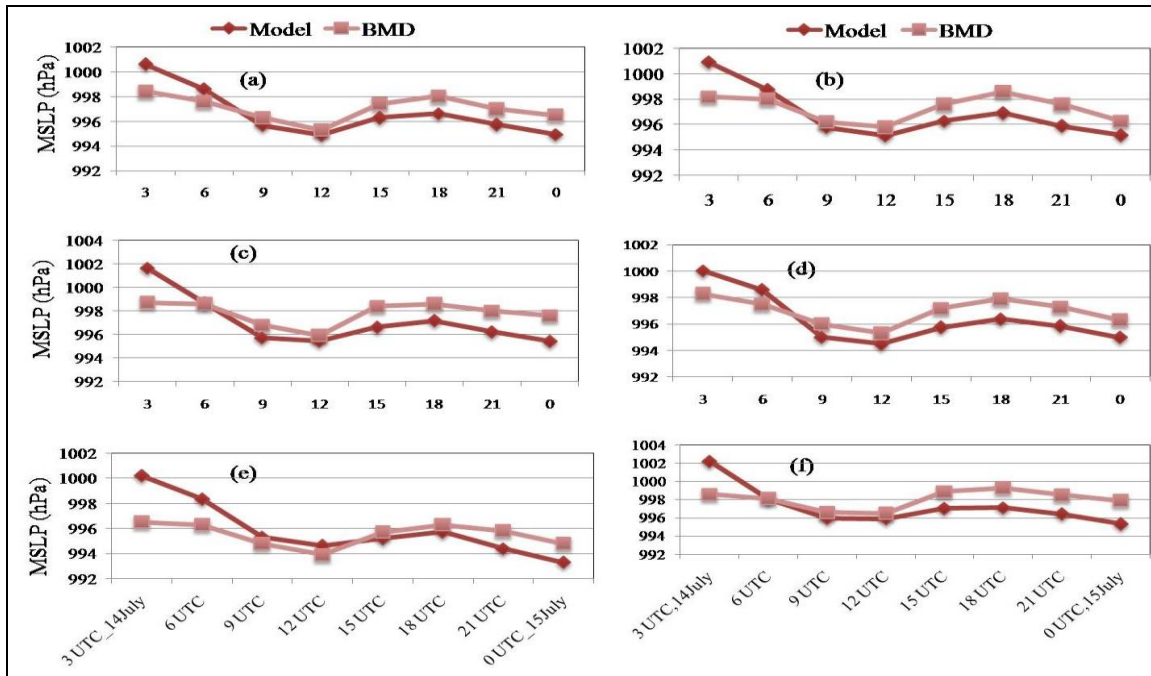 Model BMD
1002
1000
998
996
994
992
MSLP (hPa)
(a)
3 6 9 12 15 18 21 0
Model BMD
1002
1000
998
996
994
992
(b)
3 6 9 12 15 18 21 0
1004
1002
1000
998
996
994
992
MSLP (hPa)
(c)
3 6 9 12 15 18 21 0
1002
1000
998
996
994
992
(d)
3 6 9 12 15 18 21 0
1002
1000
998
996
994
992
MSLP (hPa)
(e)
3 UTC_14July
6 UTC
9 UTC
12 UTC
15 UTC
18 UTC
21 UTC
0 UTC_15July
1004
1002
1000
998
996
994
992
(f)
3 UTC,14July
6 UTC
9 UTC
12 UTC
15 UTC
18 UTC
21 UTC
0 UTC,15July